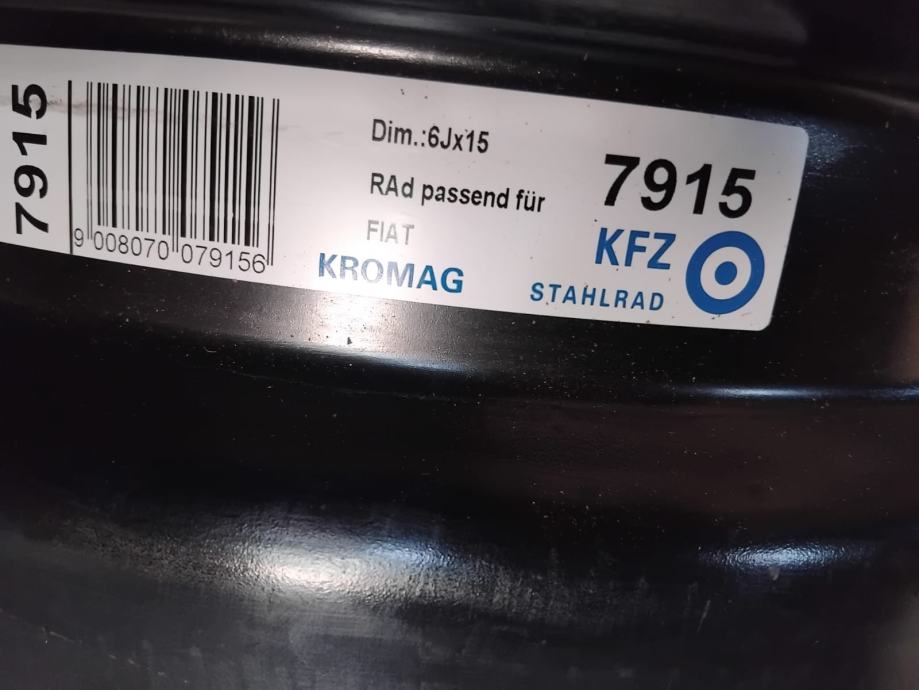 7915
9 008070 079156
Dim.:6Jx15
RAd passend für
FIAT
KROMAG
7915
KFZ
STAHLRAD